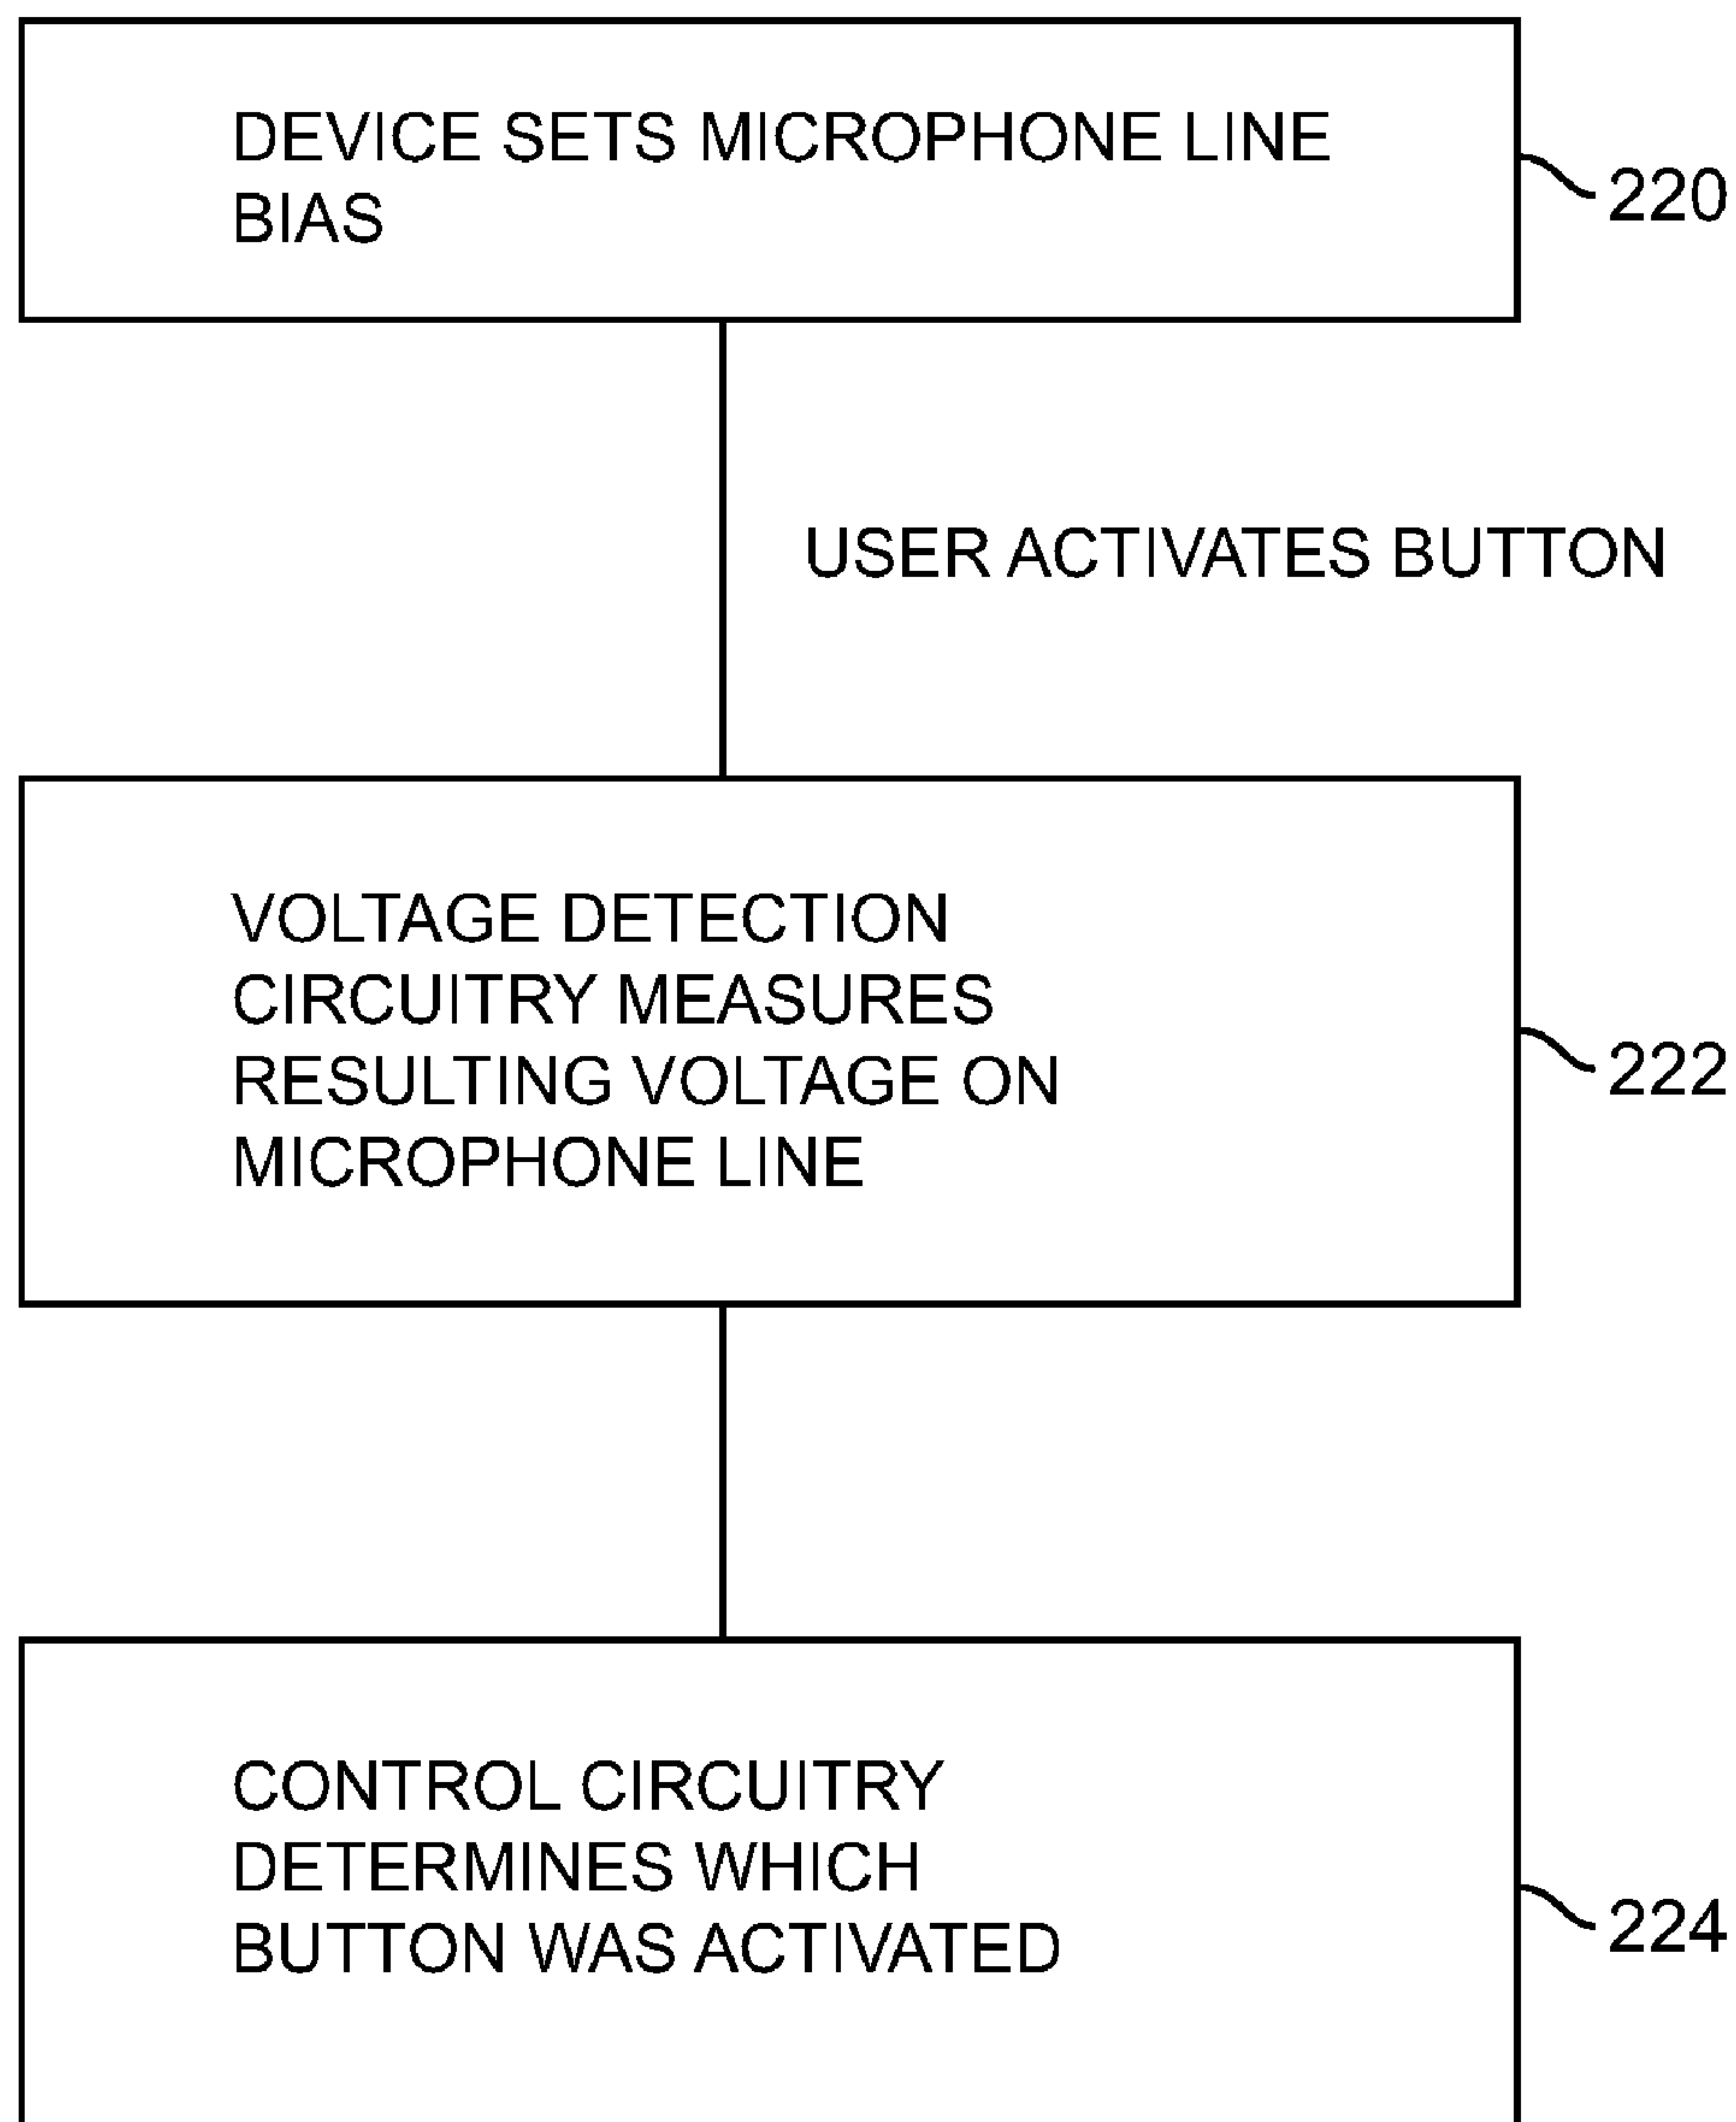 DEVICE SETS MICROPHONE LINE
BIAS
220
USER ACTIVATES BUTTON
VOLTAGE DETECTION
CIRCUITRY MEASURES
RESULTING VOLTAGE ON
MICROPHONE LINE
222
CONTROL CIRCUITRY
DETERMINES WHICH
BUTTON WAS ACTIVATED
224